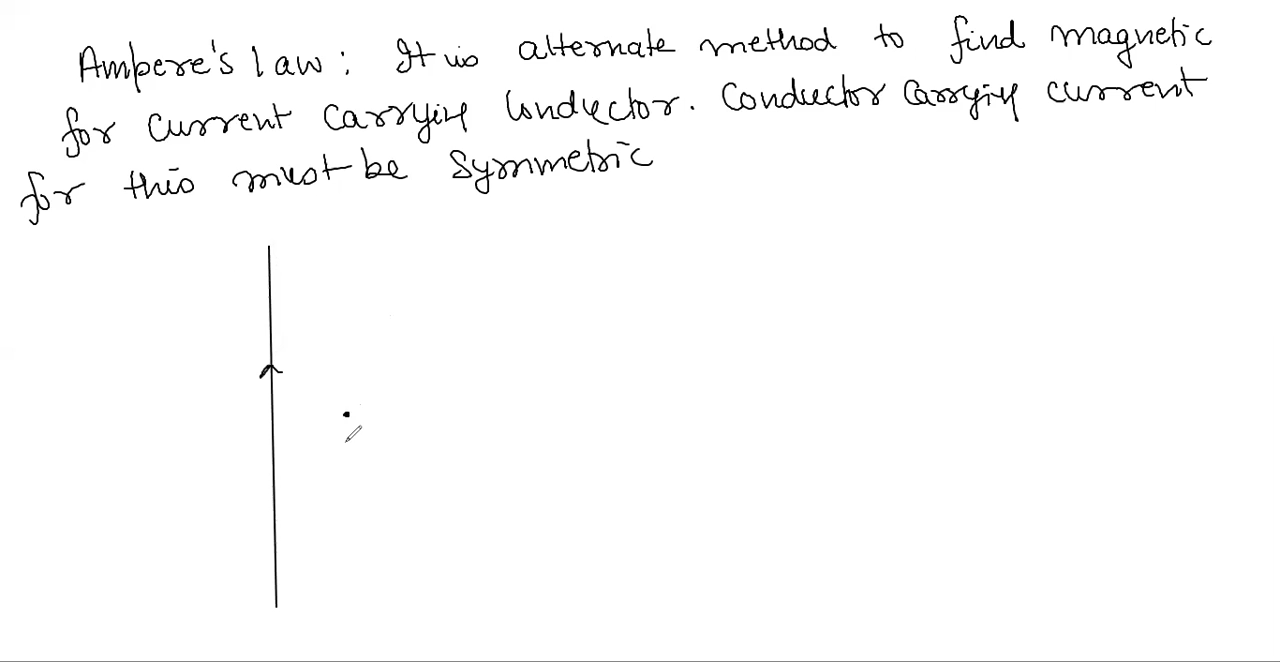 Ampere's law : It is alternate method to find magnetic
for current carrying conductor. Conductor carrying current
for this must be symmetric